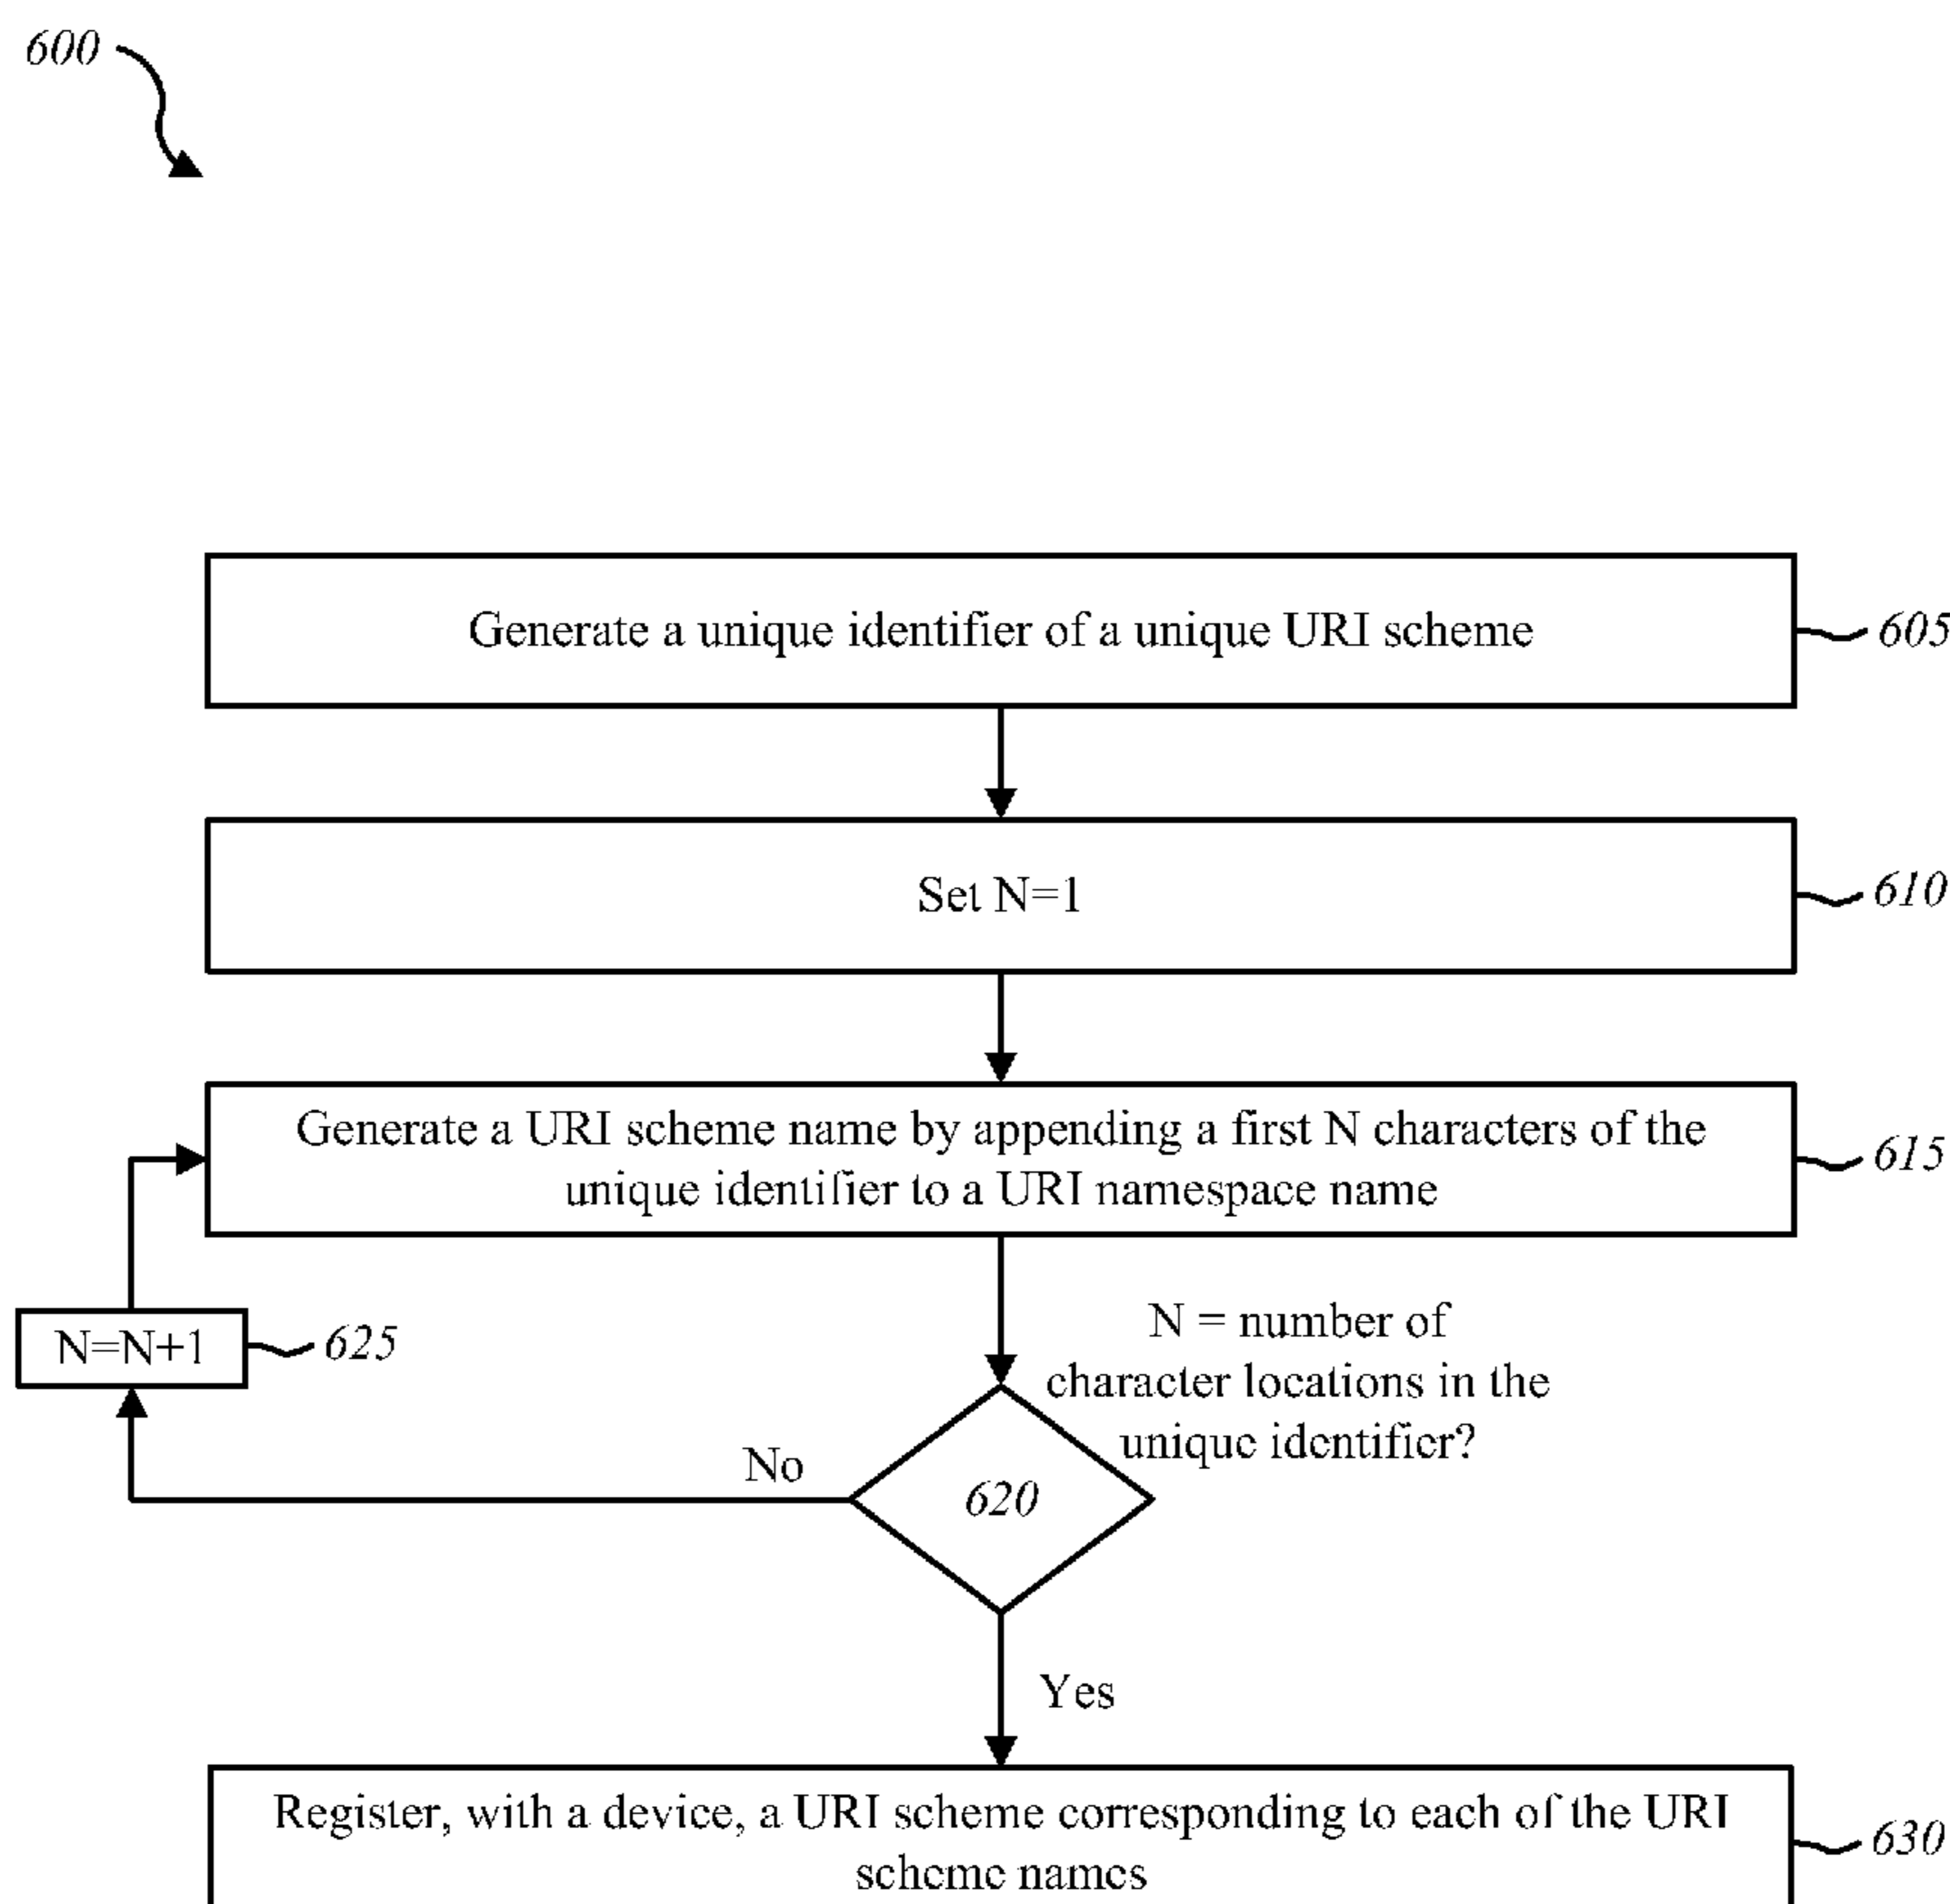 600
Generate a unique identifier of a unique URI scheme
605
Set N=1
610
Generate a URI scheme name by appending a first N characters of the
unique identifier to a URI namespace name
615
N=N+1
625
N = number of
character locations in the
unique identifier?
No
620
Yes
Register, with a device, a URI scheme corresponding to each of the URI
scheme names
630